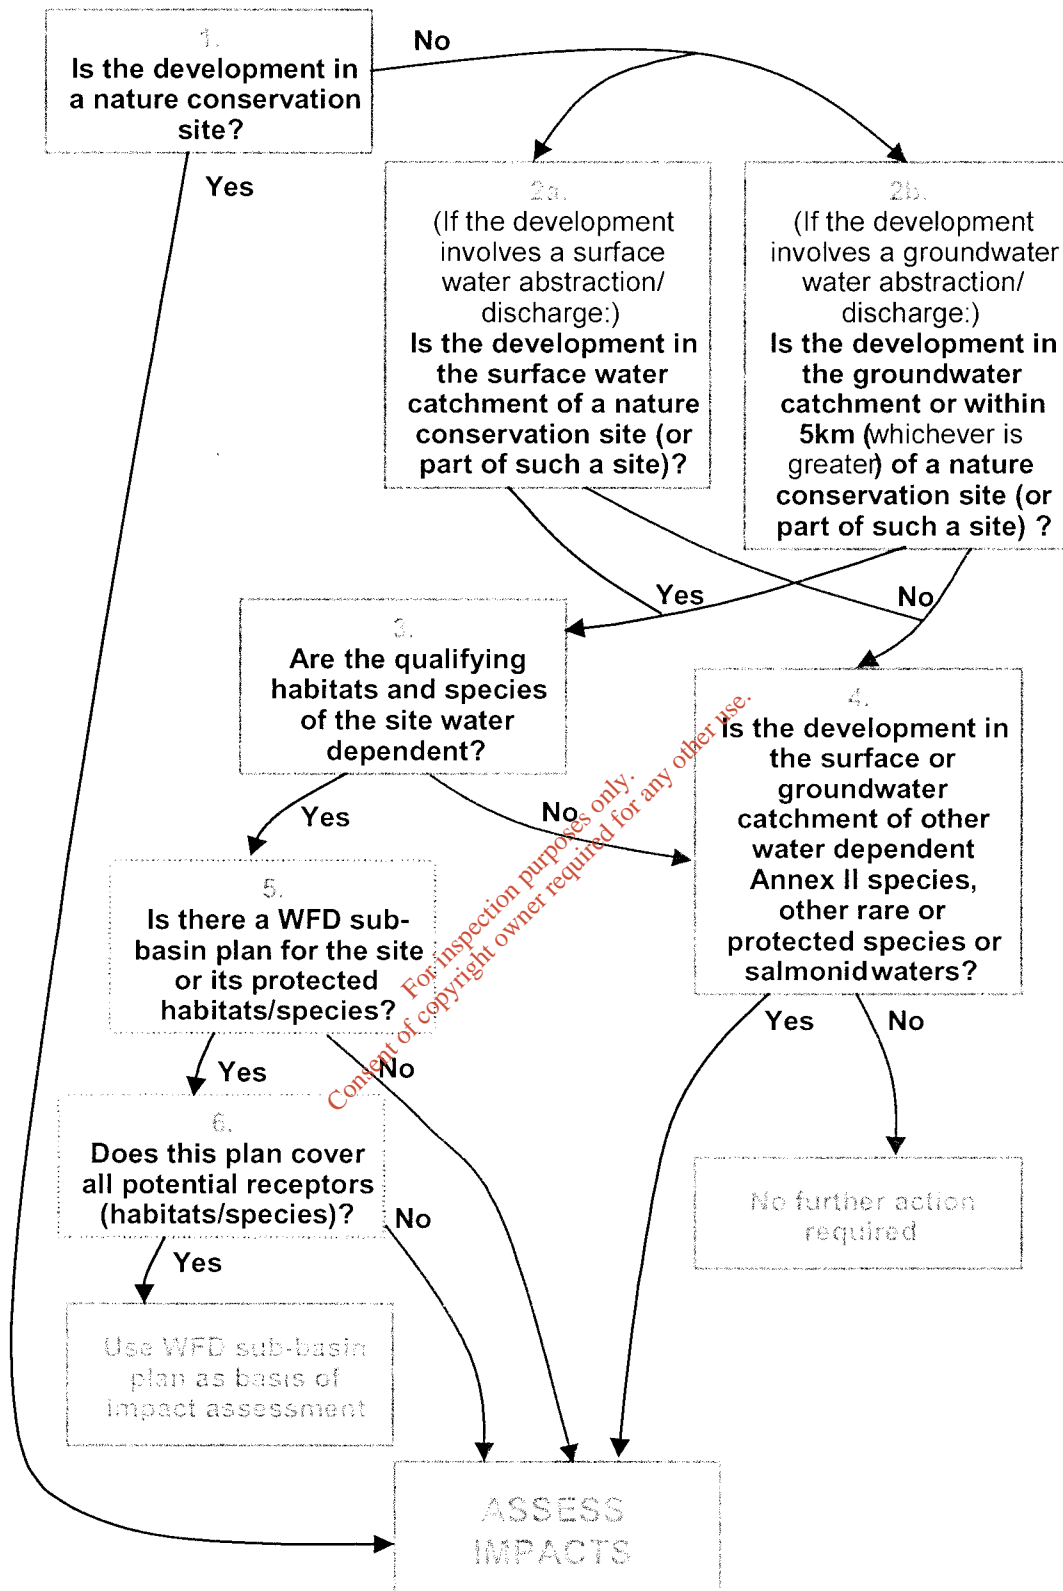 1.
Is the development in
a nature conservation
site?
No
Yes
2a.
(If the development
involves a surface
water abstraction/
discharge:)
Is the development in
the surface water
catchment of a nature
conservation site (or
part of such a site)?
2b.
(If the development
involves a groundwater
water abstraction/
discharge:)
Is the development in
the groundwater
catchment or within
5km (whichever is
greater) of a nature
conservation site (or
part of such a site) ?
Yes
No
3.
Are the qualifying
habitats and species
of the site water
dependent?
Yes
No
4.
Is the development in
the surface or
groundwater
catchment of other
water dependent
Annex II species,
other rare or
protected species or
salmonid waters?
Yes
No
5.
Is there a WFD sub-
basin plan for the site
or its protected
habitats/species?
Yes
No
6.
Does this plan cover
all potential receptors
(habitats/species)?
Yes
No
No further action
required
Use WFD sub-basin
plan as basis of
impact assessment
ASSESS
IMPACTS
For inspection purposes only.
Consent of copyright owner required for any other use.